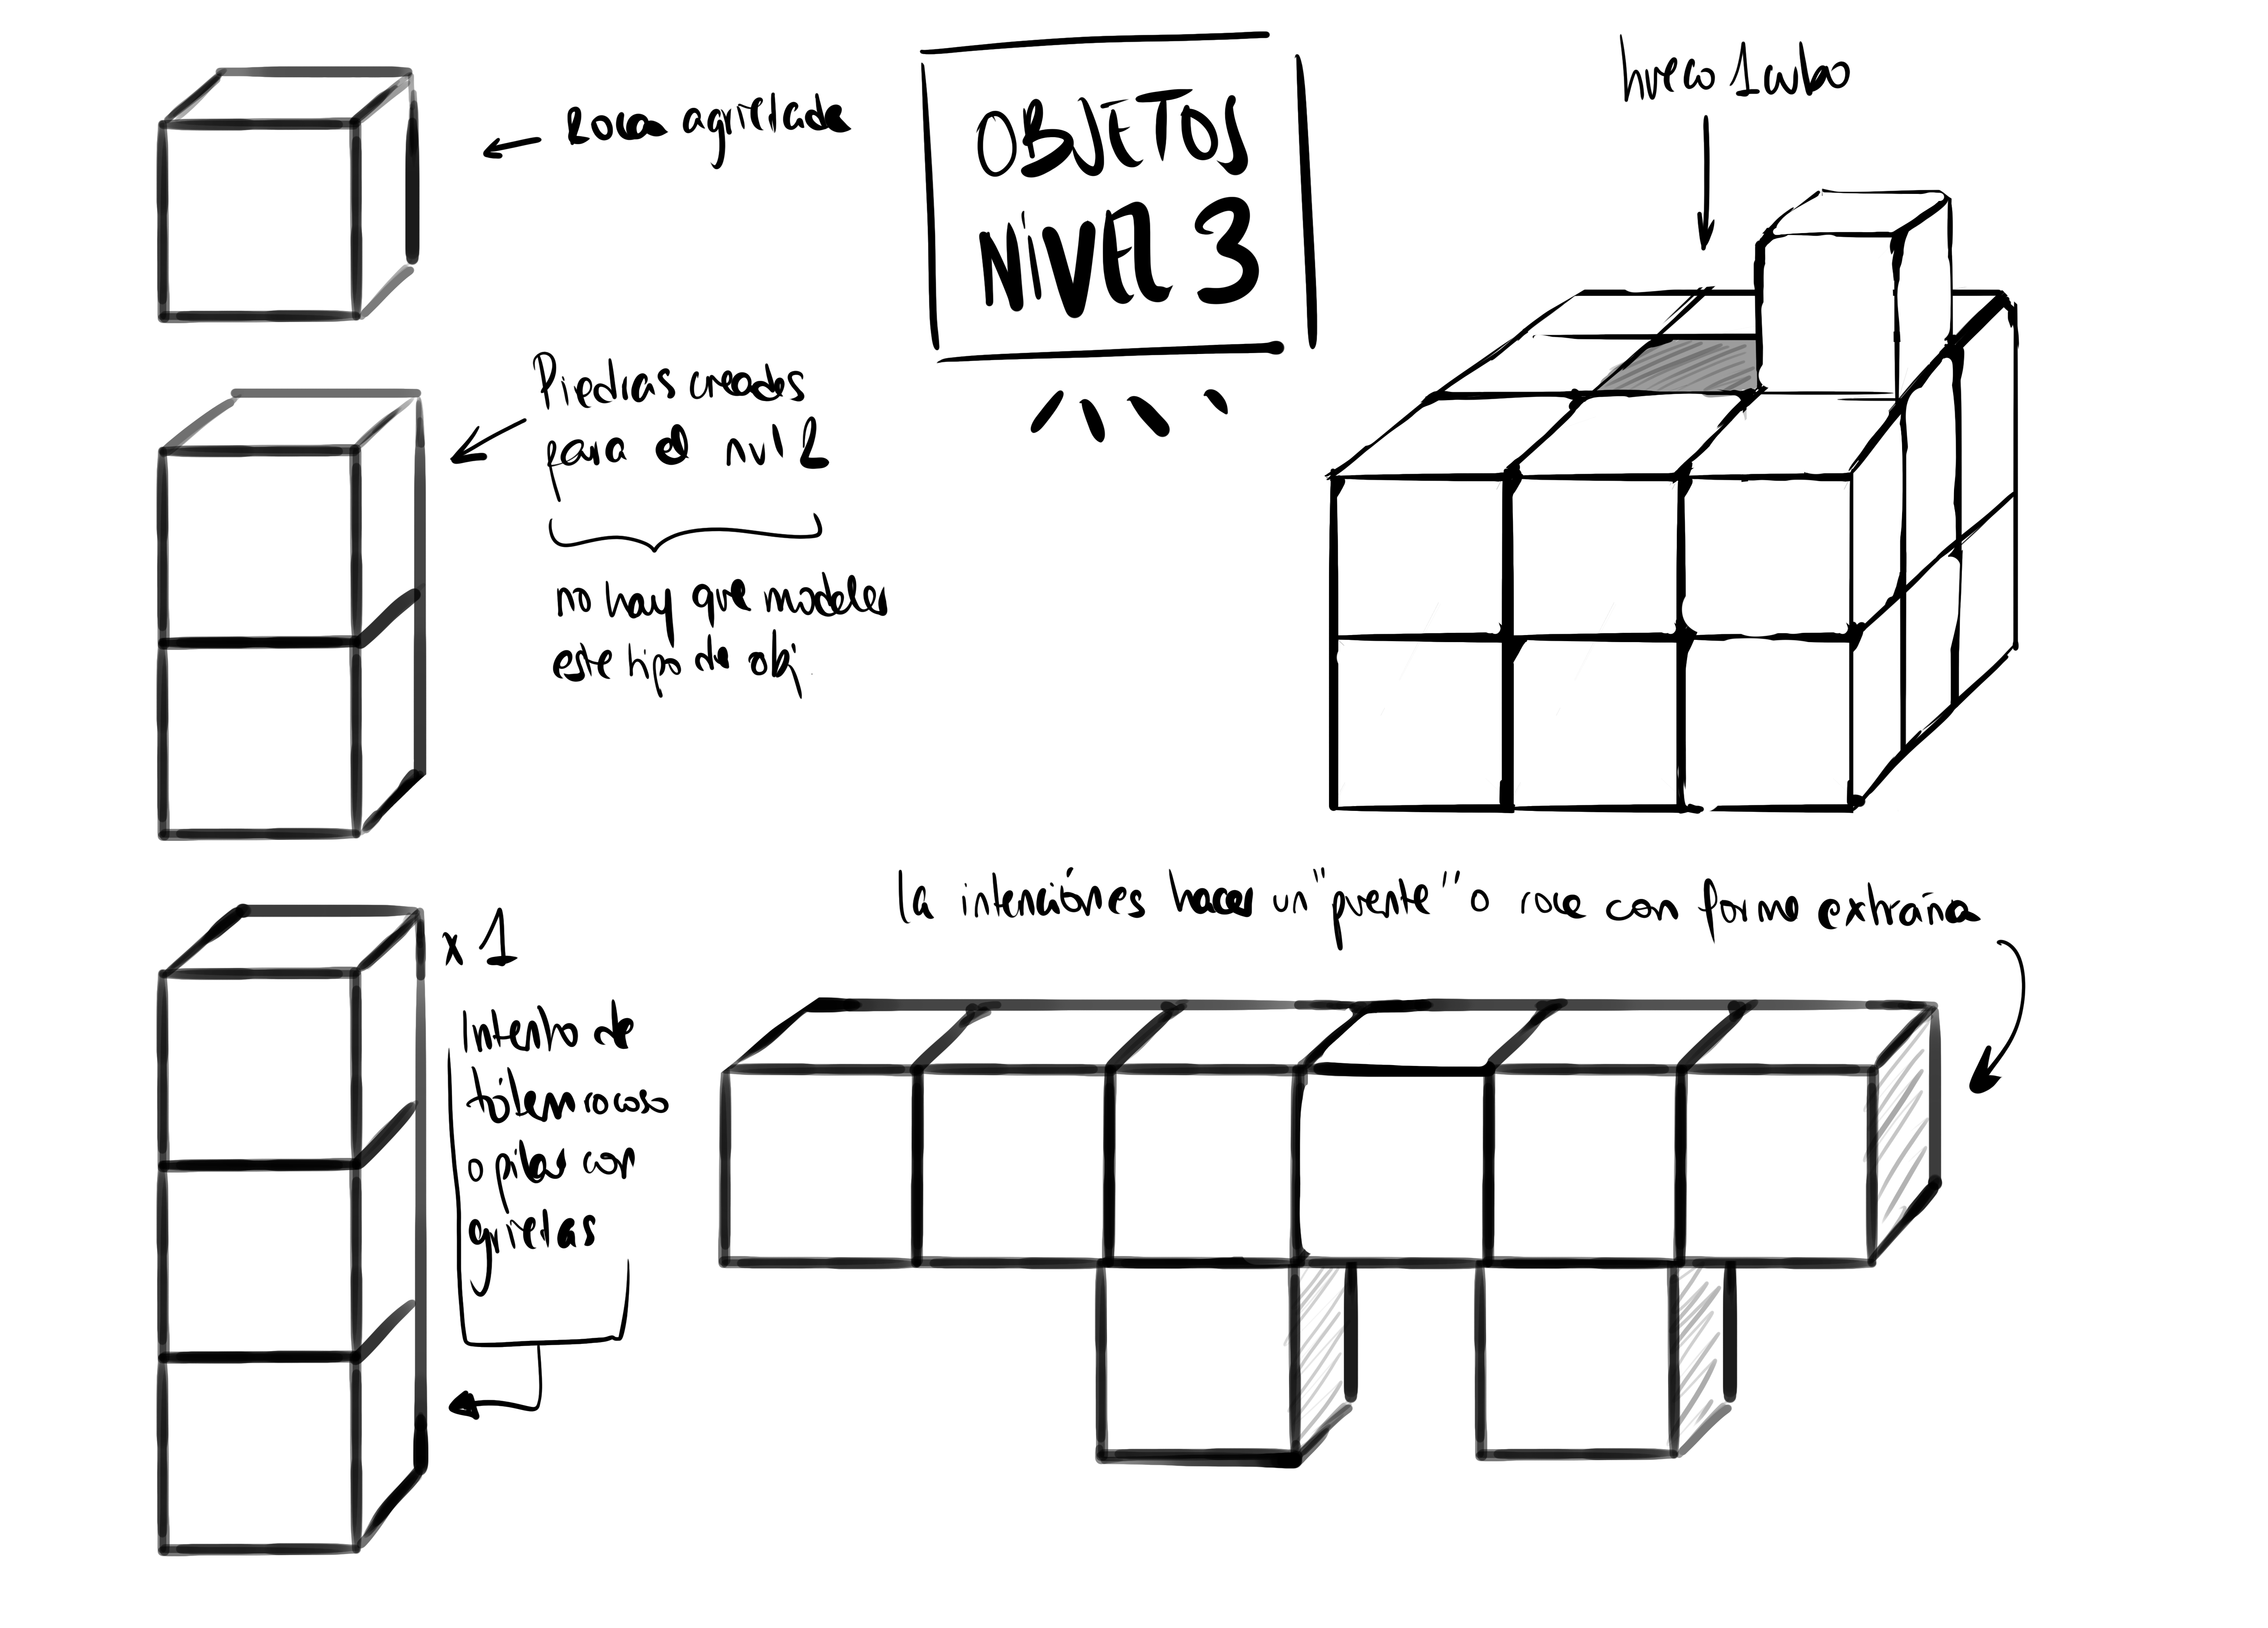 OBJETOS
NIVEL 3
Roca agrietada
Piedras creadas
para el nvl 2
no hay que modelar
este tipo de obj.
x 1
Intento de
tótem rocoso
o pilar con
grietas
hueco 1 cubo
la intención es hacer un "puente" o roca con forma extraña